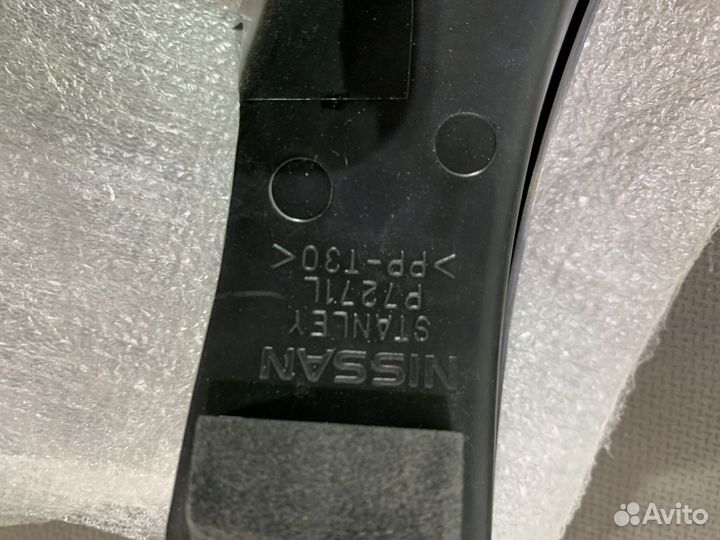 NISSAN
STANLEY
P7271L
>PP-T30<
Avito